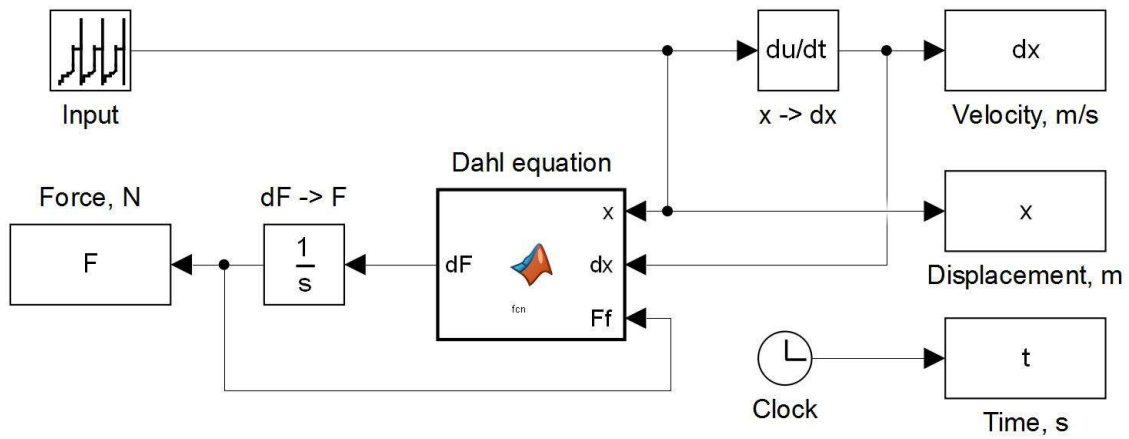 du/dt
dx
Input
x -> dx
Velocity, m/s
Dahl equation
Force, N
dF -> F
x
x
F
1
s
dF
dx
fcn
Ff
Displacement, m
t
Clock
Time, s